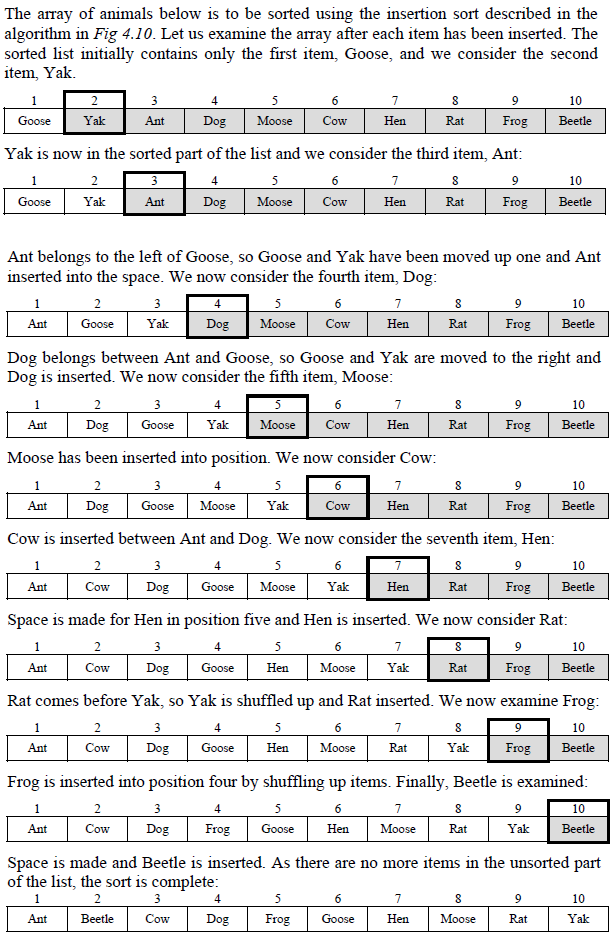 The array of animals below is to be sorted using the insertion sort described in the
algorithm in Fig 4.10. Let us examine the array after each item has been inserted. The
sorted list initially contains only the first item, Goose, and we consider the second
item, Yak.
1 2 3 4 5 6 7 8 9 10
Goose Yak Ant Dog Moose Cow Hen Rat Frog Beetle
Yak is now in the sorted part of the list and we consider the third item, Ant:
1 2 3 4 5 6 7 8 9 10
Goose Yak Ant Dog Moose Cow Hen Rat Frog Beetle
Ant belongs to the left of Goose, so Goose and Yak have been moved up one and Ant
inserted into the space. We now consider the fourth item, Dog:
1 2 3 4 5 6 7 8 9 10
Ant Goose Yak Dog Moose Cow Hen Rat Frog Beetle
Dog belongs between Ant and Goose, so Goose and Yak are moved to the right and
Dog is inserted. We now consider the fifth item, Moose:
1 2 3 4 5 6 7 8 9 10
Ant Dog Goose Yak Moose Cow Hen Rat Frog Beetle
Moose has been inserted into position. We now consider Cow:
1 2 3 4 5 6 7 8 9 10
Ant Dog Goose Moose Yak Cow Hen Rat Frog Beetle
Cow is inserted between Ant and Dog. We now consider the seventh item, Hen:
1 2 3 4 5 6 7 8 9 10
Ant Cow Dog Goose Moose Yak Hen Rat Frog Beetle
Space is made for Hen in position five and Hen is inserted. We now consider Rat:
1 2 3 4 5 6 7 8 9 10
Ant Cow Dog Goose Hen Moose Yak Rat Frog Beetle
Rat comes before Yak, so Yak is shuffled up and Rat inserted. We now examine Frog:
1 2 3 4 5 6 7 8 9 10
Ant Cow Dog Goose Hen Moose Rat Yak Frog Beetle
Frog is inserted into position four by shuffling up items. Finally, Beetle is examined:
1 2 3 4 5 6 7 8 9 10
Ant Cow Dog Frog Goose Hen Moose Rat Yak Beetle
Space is made and Beetle is inserted. As there are no more items in the unsorted part
of the list, the sort is complete:
1 2 3 4 5 6 7 8 9 10
Ant Beetle Cow Dog Frog Goose Hen Moose Rat Yak